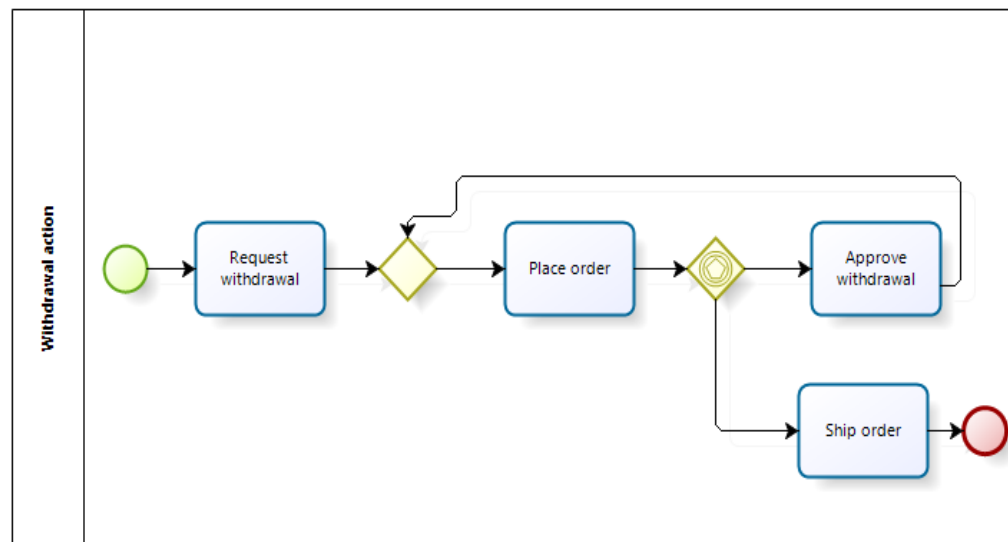 Withdrawal action
Request
withdrawal
Place order
Approve
withdrawal
Ship order